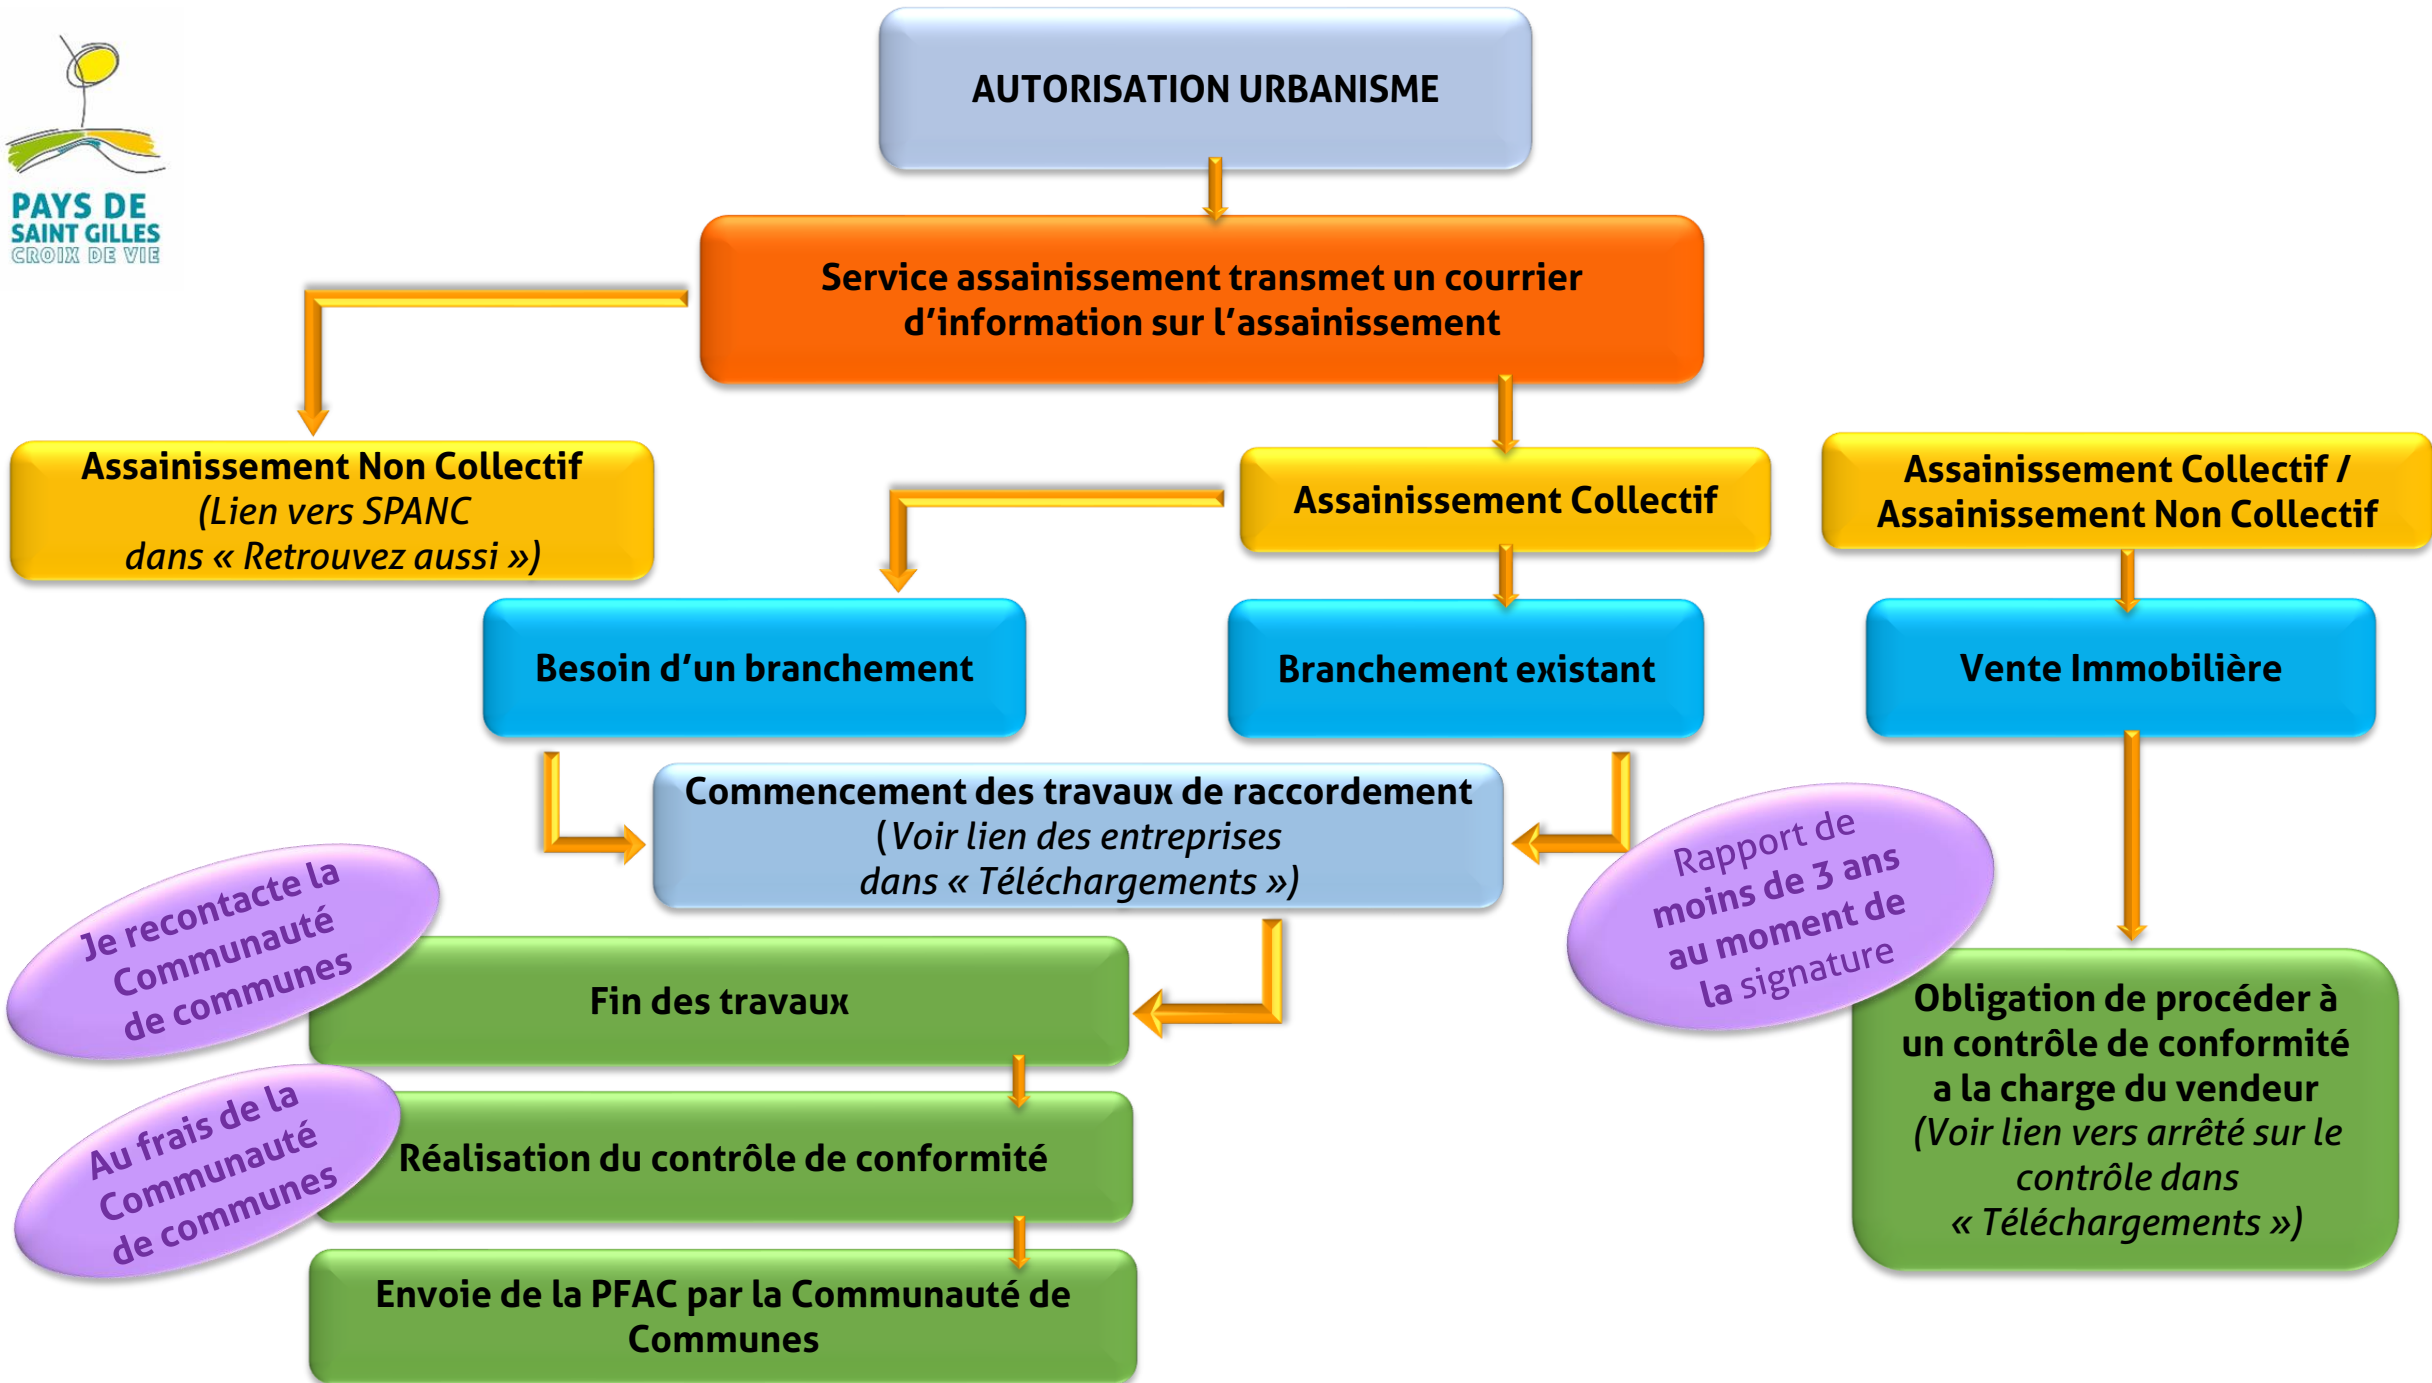 PAYS DE
SAINT GILLES
CROIX DE VIE
AUTORISATION URBANISME
Service assainissement transmet un courrier
d’information sur l’assainissement
Assainissement Non Collectif
(Lien vers SPANC
dans « Retrouvez aussi »)
Assainissement Collectif
Assainissement Collectif /
Assainissement Non Collectif
Besoin d’un branchement
Branchement existant
Vente Immobilière
Commencement des travaux de raccordement
(Voir lien des entreprises
dans « Téléchargements »)
Je recontacte la
Communauté
de communes
Fin des travaux
Rapport de
moins de 3 ans
au moment de
la signature
Obligation de procéder à
un contrôle de conformité
a la charge du vendeur
(Voir lien vers arrêté sur le
contrôle dans
« Téléchargements »)
Au frais de la
Communauté
de communes
Réalisation du contrôle de conformité
Envoie de la PFAC par la Communauté de
Communes